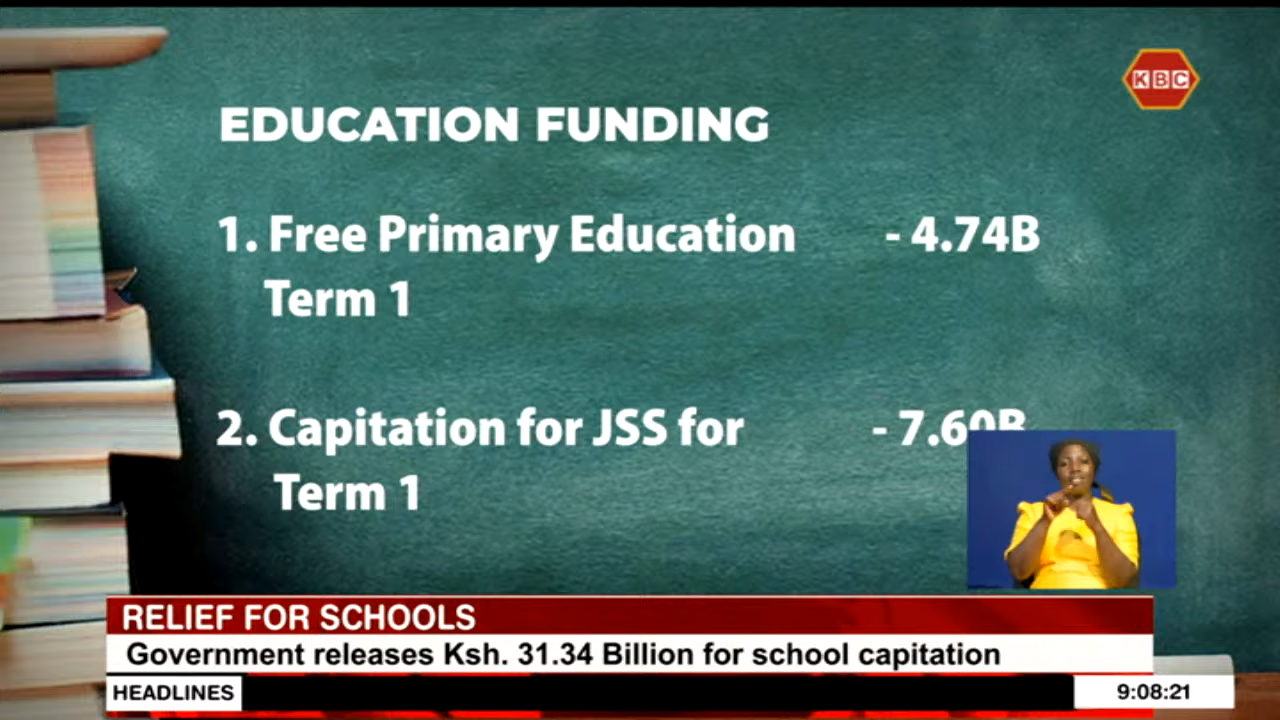 KBC
EDUCATION FUNDING
1. Free Primary Education - 4.74B
Term 1
2. Capitation for JSS for - 7.60B
Term 1
RELIEF FOR SCHOOLS
Government releases Ksh. 31.34 Billion for school capitation
HEADLINES 9:08:21